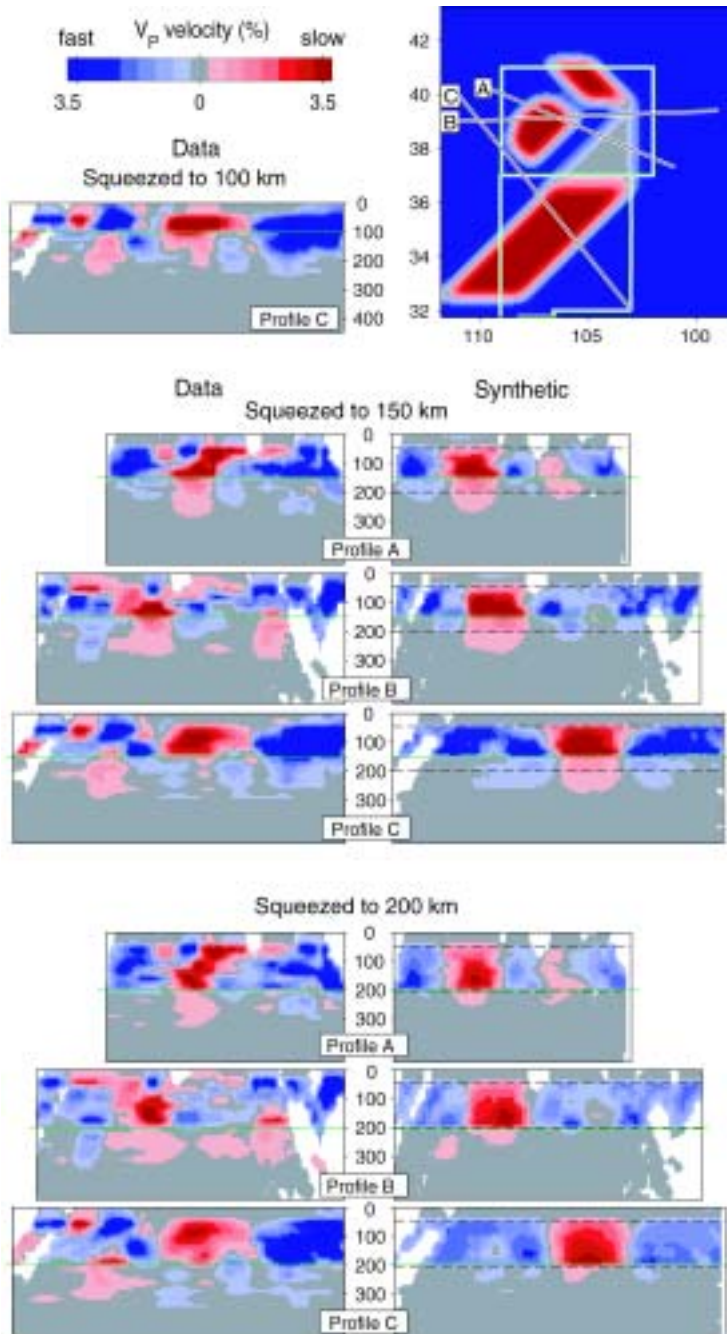 V_P velocity (%)
fast slow
3.5 0 3.5
Data
Squeezed to 100 km
0
100
200
300
400
Profile C
42
40
38
36
34
32
110 105 100
A
B
C
Data Synthetic
Squeezed to 150 km
0
100
200
300
Profile A
0
100
200
300
Profile B
0
100
200
300
Profile C
Squeezed to 200 km
0
100
200
300
Profile A
0
100
200
300
Profile B
0
100
200
300
Profile C